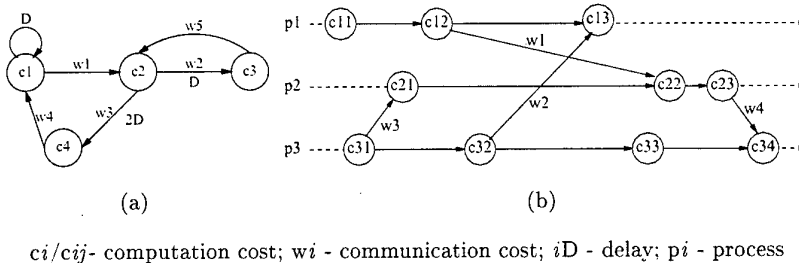 D
w5
c1
w1
c2
w2
D
c3
w4
w3
2D
c4
(a)
p1
c11
c12
c13
w1
p2
c21
c22
c23
w3
w2
w4
p3
c31
c32
c33
c34
(b)
ci/cij- computation cost; wi - communication cost; iD - delay; pi - process